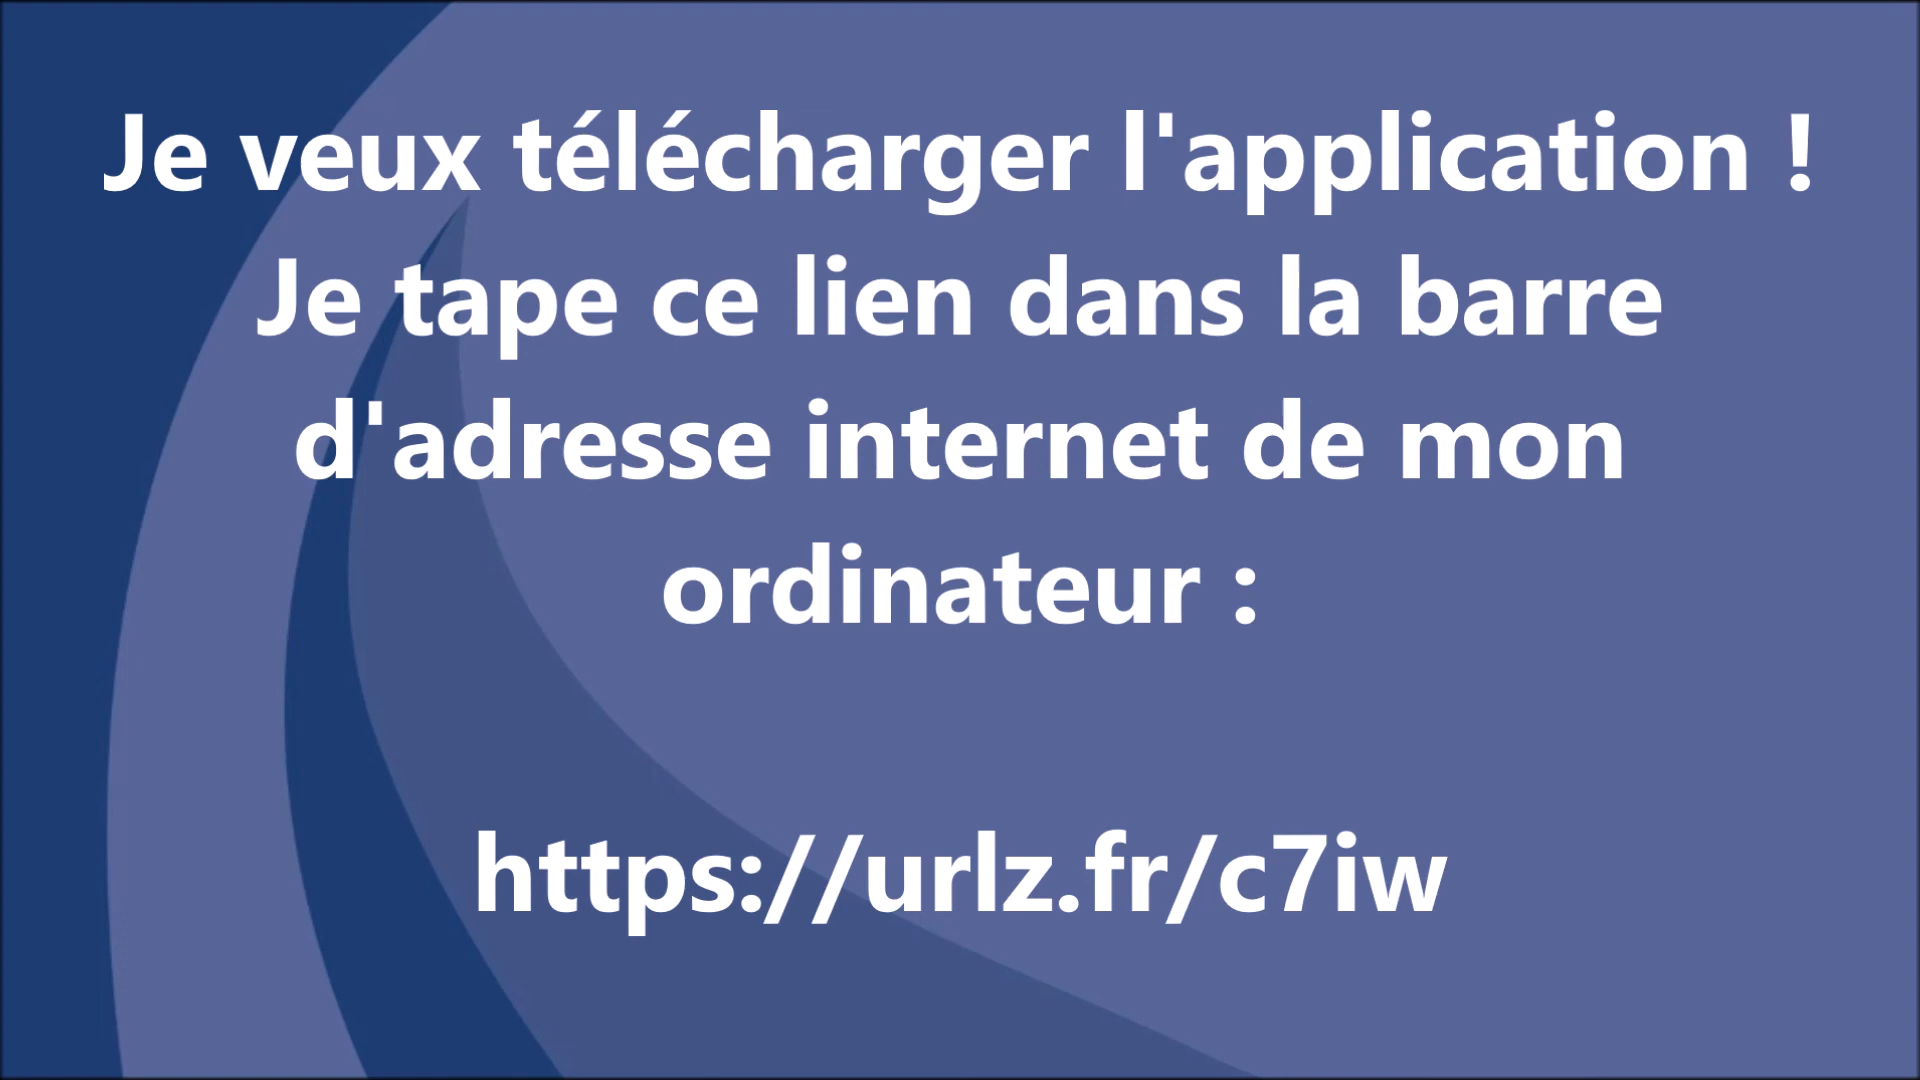 Je veux télécharger l'application !
Je tape ce lien dans la barre
d'adresse internet de mon
ordinateur :
https://urlz.fr/c7iw